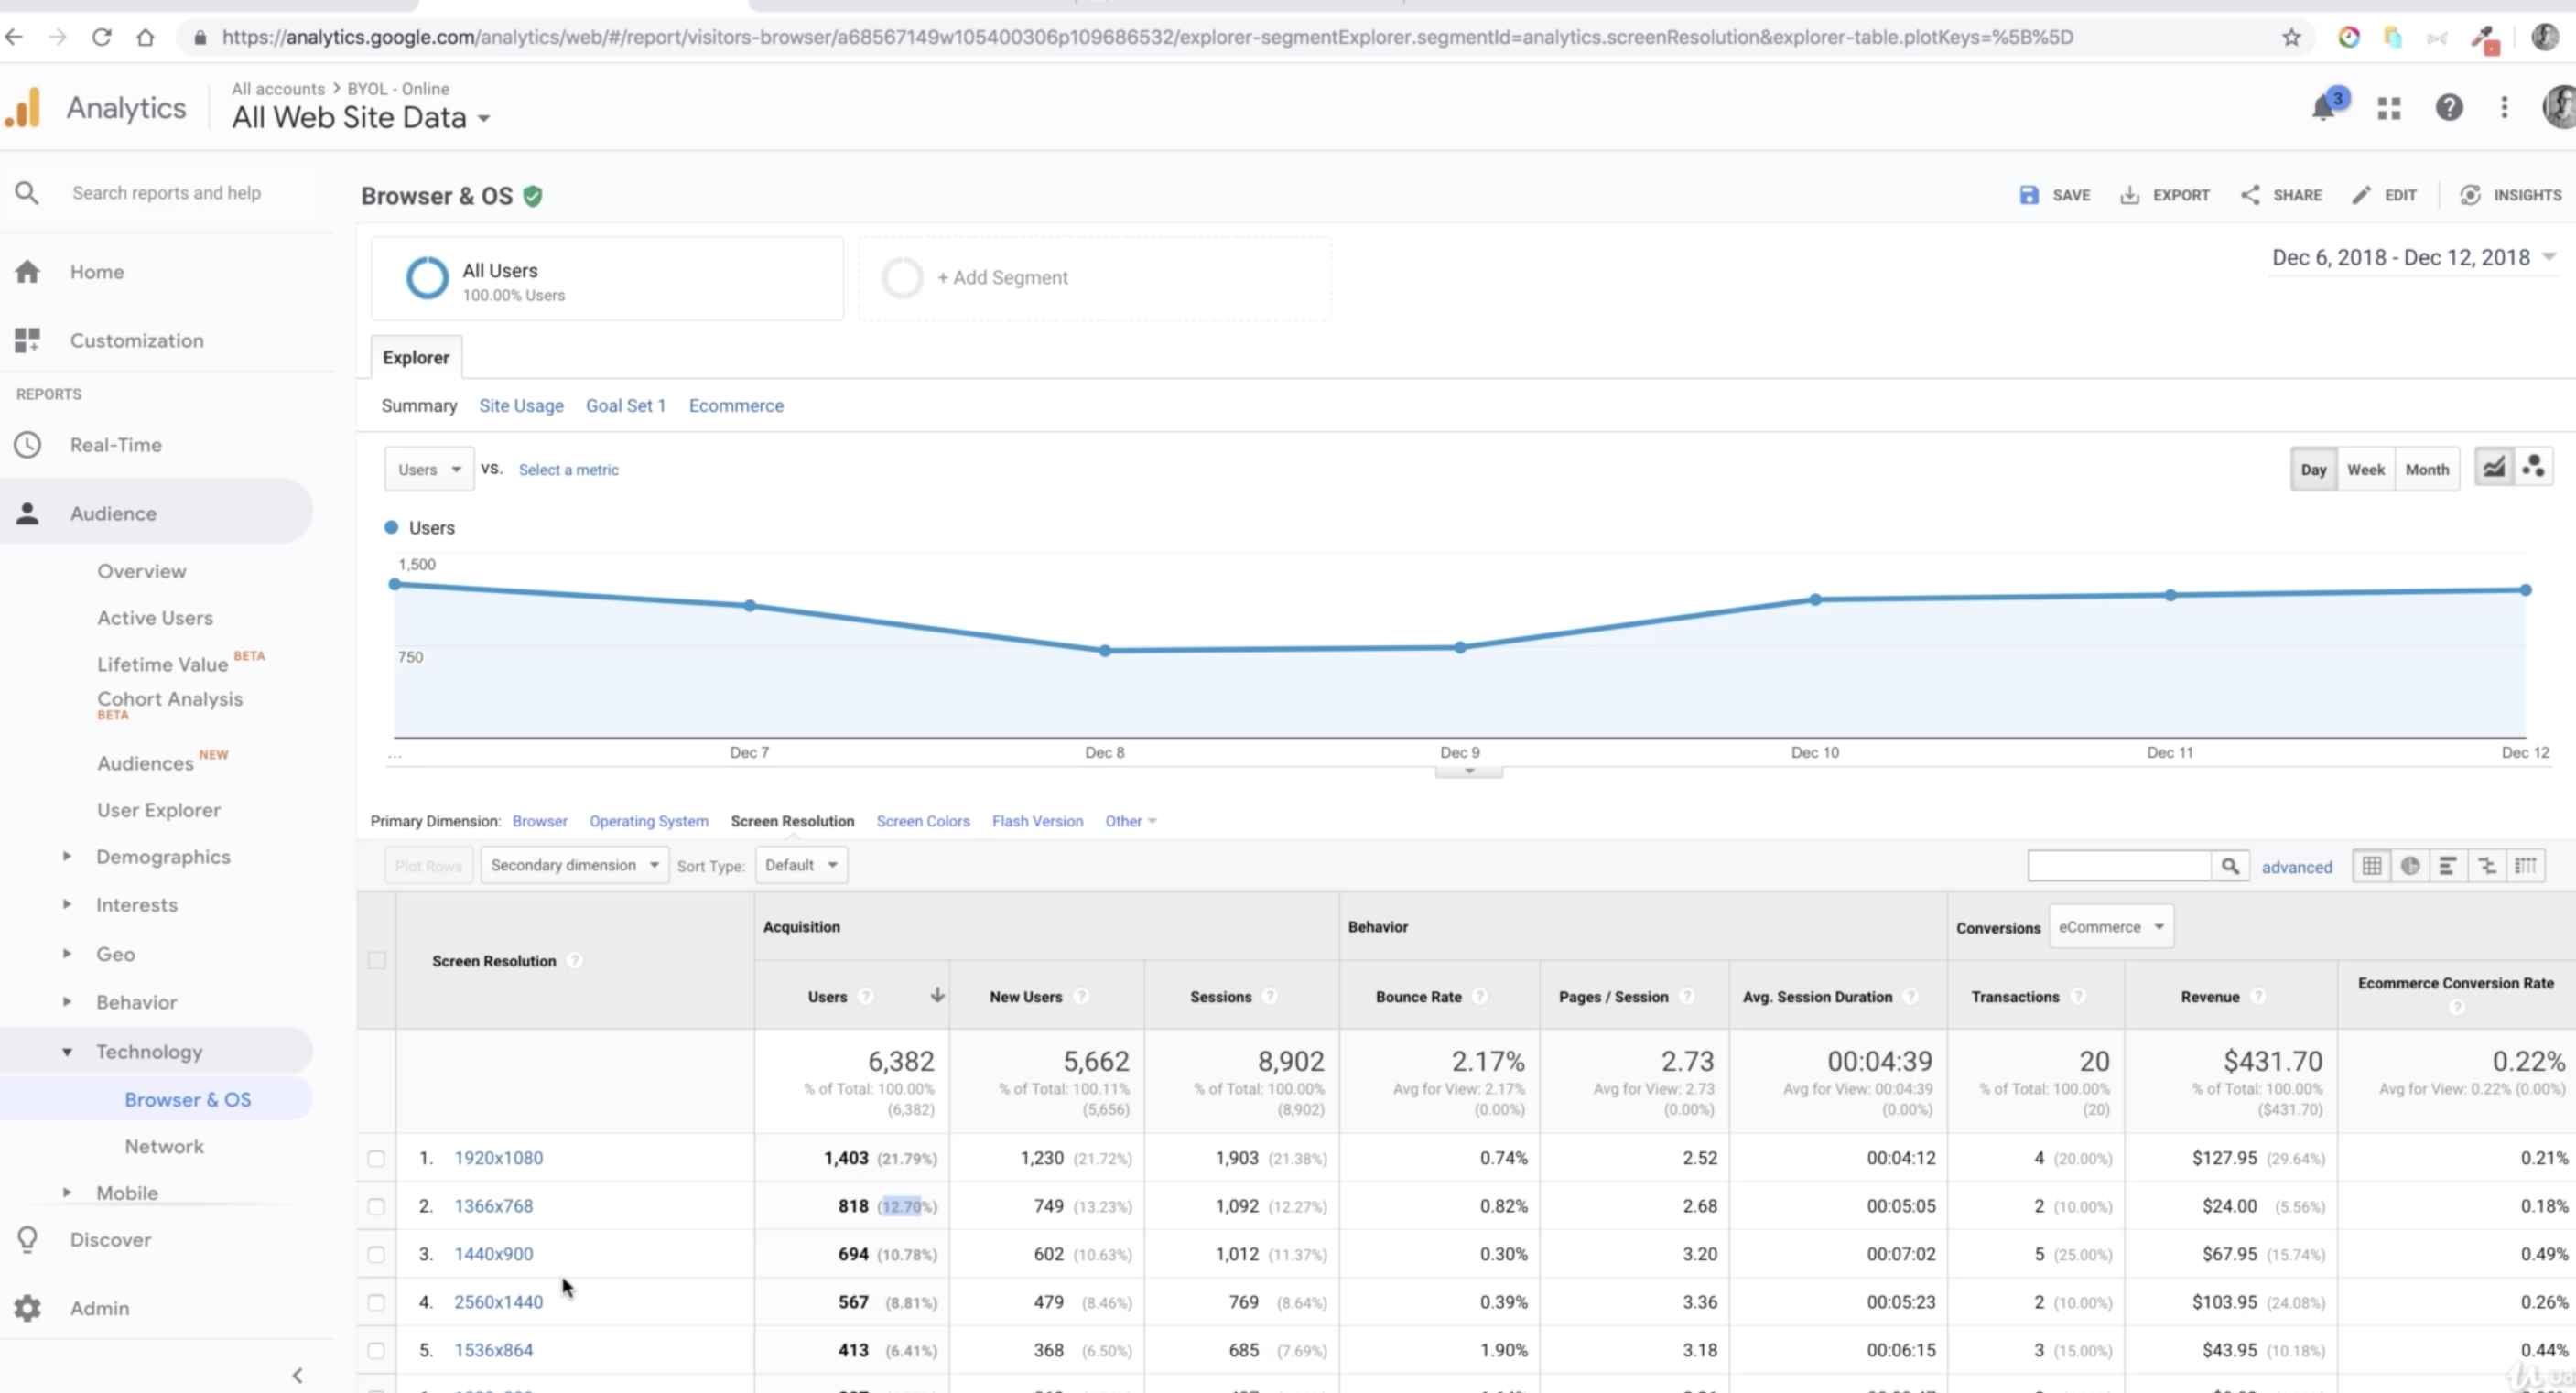 https://analytics.google.com/analytics/web/#/report/visitors-browser/a68567149w105400306p109686532/explorer-segmentExplorer.segmentId=analytics.screenResolution&explorer-table.plotKeys=%5B%5D
Analytics
All accounts > BYOL - Online
All Web Site Data
3
Search reports and help
Home
Customization
REPORTS
Real-Time
Audience
Overview
Active Users
Lifetime Value BETA
Cohort Analysis
BETA
Audiences NEW
User Explorer
Demographics
Interests
Geo
Behavior
Technology
Browser & OS
Network
Mobile
Discover
Admin
Browser & OS
SAVE EXPORT SHARE EDIT INSIGHTS
All Users
100.00% Users
+ Add Segment
Dec 6, 2018 - Dec 12, 2018
Explorer
Summary Site Usage Goal Set 1 Ecommerce
Users VS. Select a metric
Day Week Month
Users
1,500
750
... Dec 7 Dec 8 Dec 9 Dec 10 Dec 11 Dec 12
Primary Dimension: Browser Operating System Screen Resolution Screen Colors Flash Version Other
Plot Rows Secondary dimension Sort Type: Default
advanced
Acquisition Behavior Conversions eCommerce
Screen Resolution ?
Users ? New Users ? Sessions ? Bounce Rate ? Pages / Session ? Avg. Session Duration ? Transactions ? Revenue ? Ecommerce Conversion Rate ?
6,382 5,662 8,902 2.17% 2.73 00:04:39 20 $431.70 0.22%
% of Total: 100.00% % of Total: 100.11% % of Total: 100.00% Avg for View: 2.17% Avg for View: 2.73 Avg for View: 00:04:39 % of Total: 100.00% % of Total: 100.00% Avg for View: 0.22% (0.00%)
(6,382) (5,656) (8,902) (0.00%) (0.00%) (0.00%) (20) ($431.70)
1. 1920x1080 1,403 (21.79%) 1,230 (21.72%) 1,903 (21.38%) 0.74% 2.52 00:04:12 4 (20.00%) $127.95 (29.64%) 0.21%
2. 1366x768 818 (12.70%) 749 (13.23%) 1,092 (12.27%) 0.82% 2.68 00:05:05 2 (10.00%) $24.00 (5.56%) 0.18%
3. 1440x900 694 (10.78%) 602 (10.63%) 1,012 (11.37%) 0.30% 3.20 00:07:02 5 (25.00%) $67.95 (15.74%) 0.49%
4. 2560x1440 567 (8.81%) 479 (8.46%) 769 (8.64%) 0.39% 3.36 00:05:23 2 (10.00%) $103.95 (24.08%) 0.26%
5. 1536x864 413 (6.41%) 368 (6.50%) 685 (7.69%) 1.90% 3.18 00:06:15 3 (15.00%) $43.95 (10.18%) 0.44%